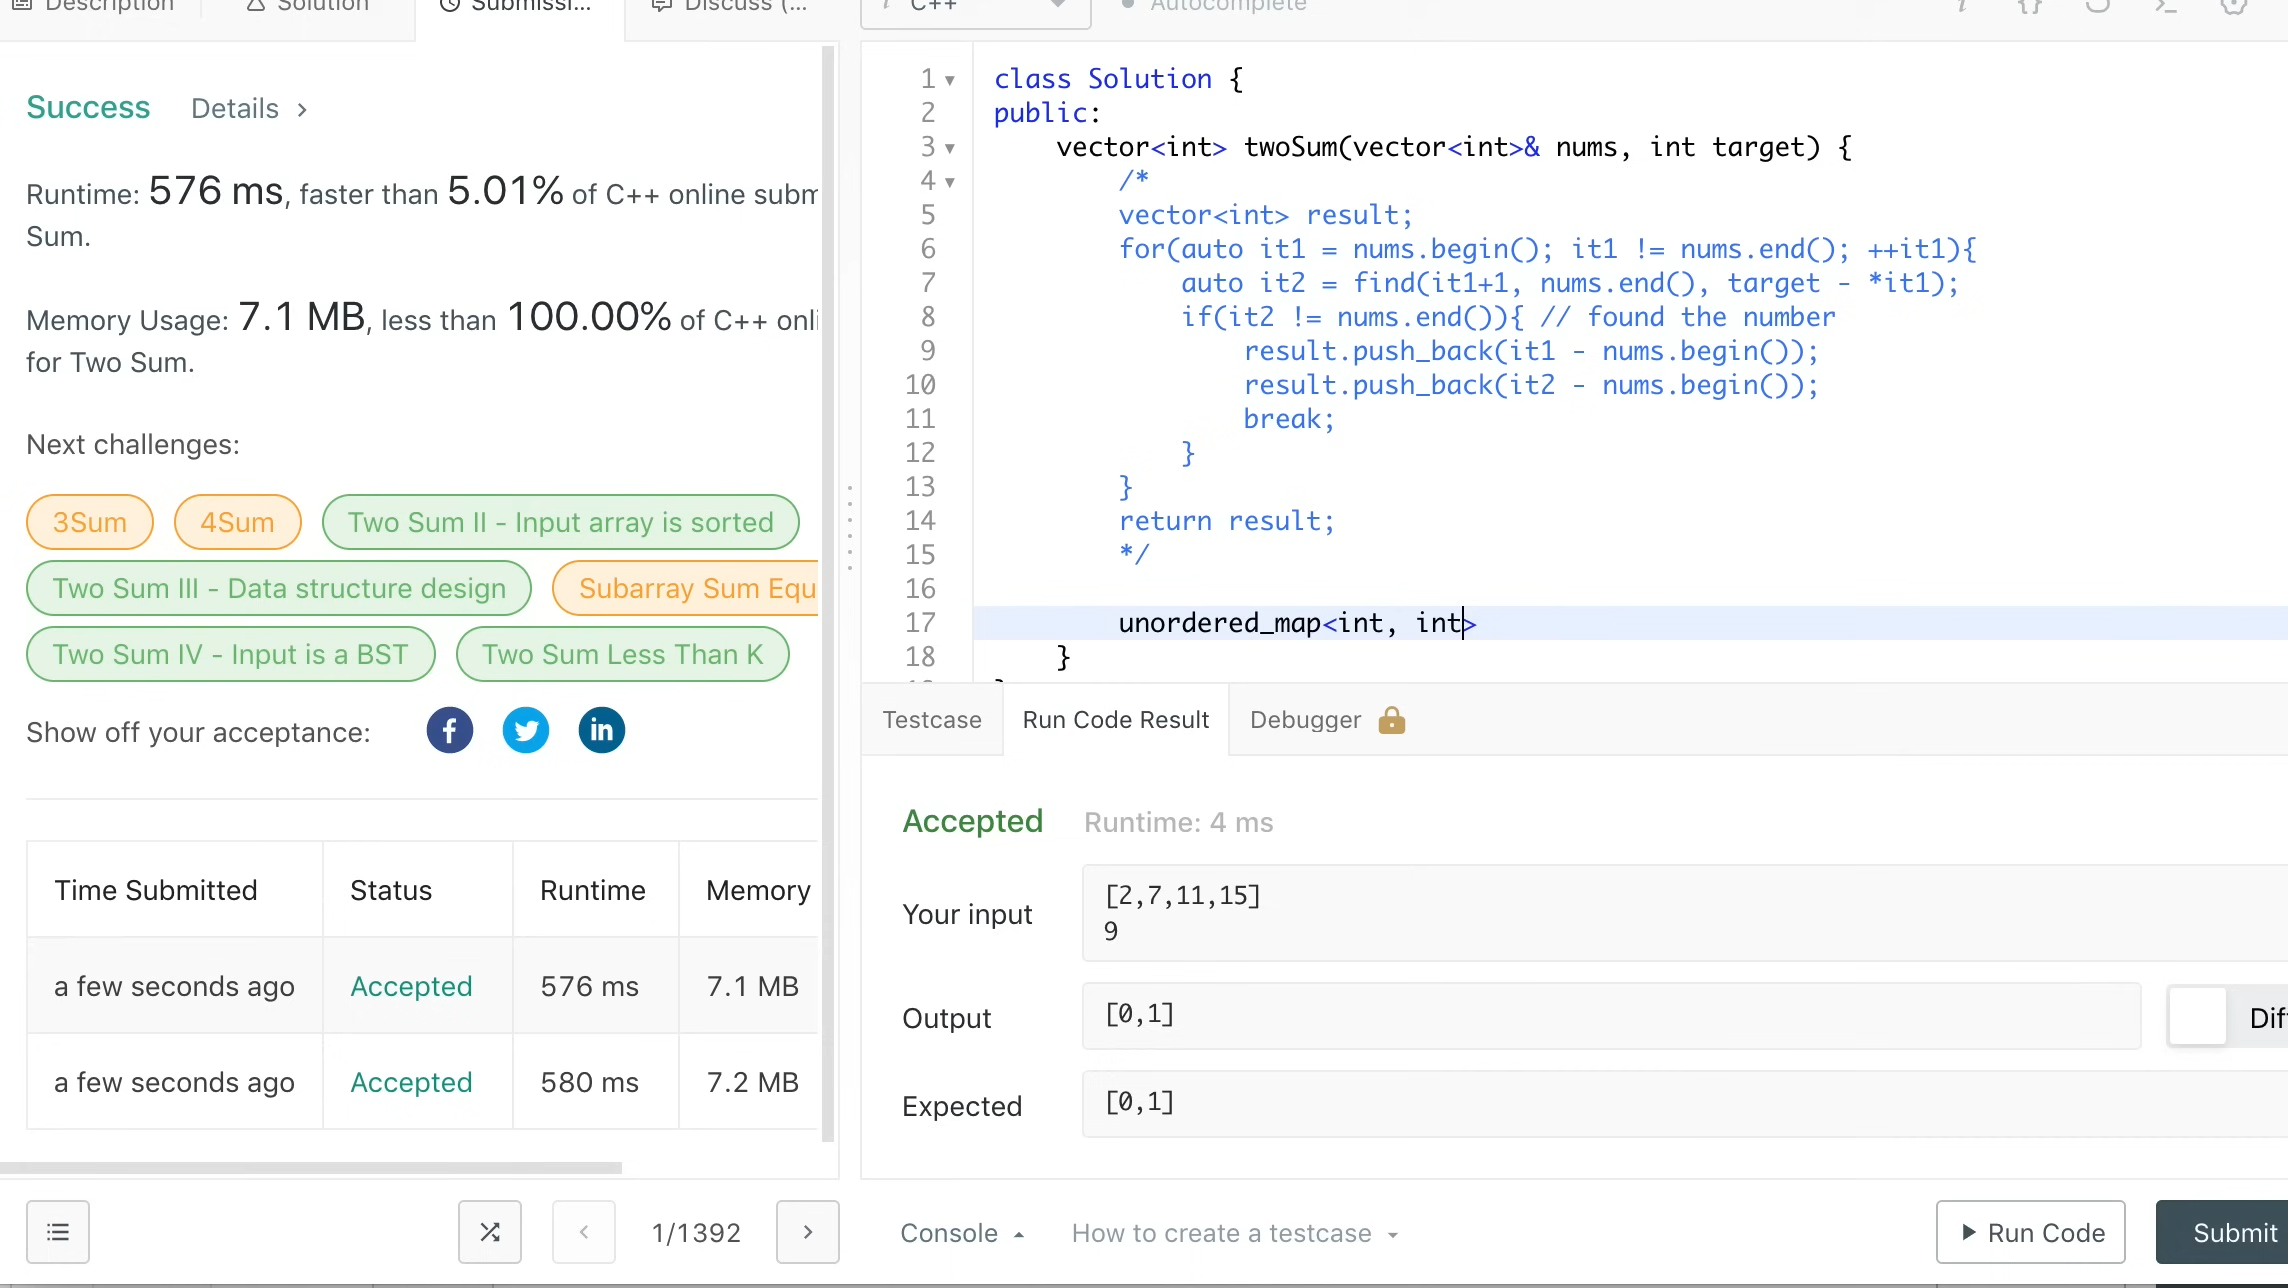 Description
Solution
Submissi...
Discuss (...
C++
Autocomplete
Success Details
Runtime: 576 ms, faster than 5.01% of C++ online subm
Sum.
Memory Usage: 7.1 MB, less than 100.00% of C++ onli
for Two Sum.
Next challenges:
3Sum 4Sum Two Sum II - Input array is sorted
Two Sum III - Data structure design Subarray Sum Equ
Two Sum IV - Input is a BST Two Sum Less Than K
Show off your acceptance:
Time Submitted Status Runtime Memory
a few seconds ago Accepted 576 ms 7.1 MB
a few seconds ago Accepted 580 ms 7.2 MB
1/1392
1 class Solution {
2 public:
3     vector<int> twoSum(vector<int>& nums, int target) {
4         /*
5         vector<int> result;
6         for(auto it1 = nums.begin(); it1 != nums.end(); ++it1){
7             auto it2 = find(it1+1, nums.end(), target - *it1);
8             if(it2 != nums.end()){ // found the number
9                 result.push_back(it1 - nums.begin());
10                 result.push_back(it2 - nums.begin());
11                 break;
12             }
13         }
14         return result;
15         */
16
17         unordered_map<int, int>
18     }
Testcase Run Code Result Debugger
Accepted Runtime: 4 ms
Your input
[2,7,11,15]
9
Output [0,1]
Dif
Expected [0,1]
Console How to create a testcase Run Code Submit